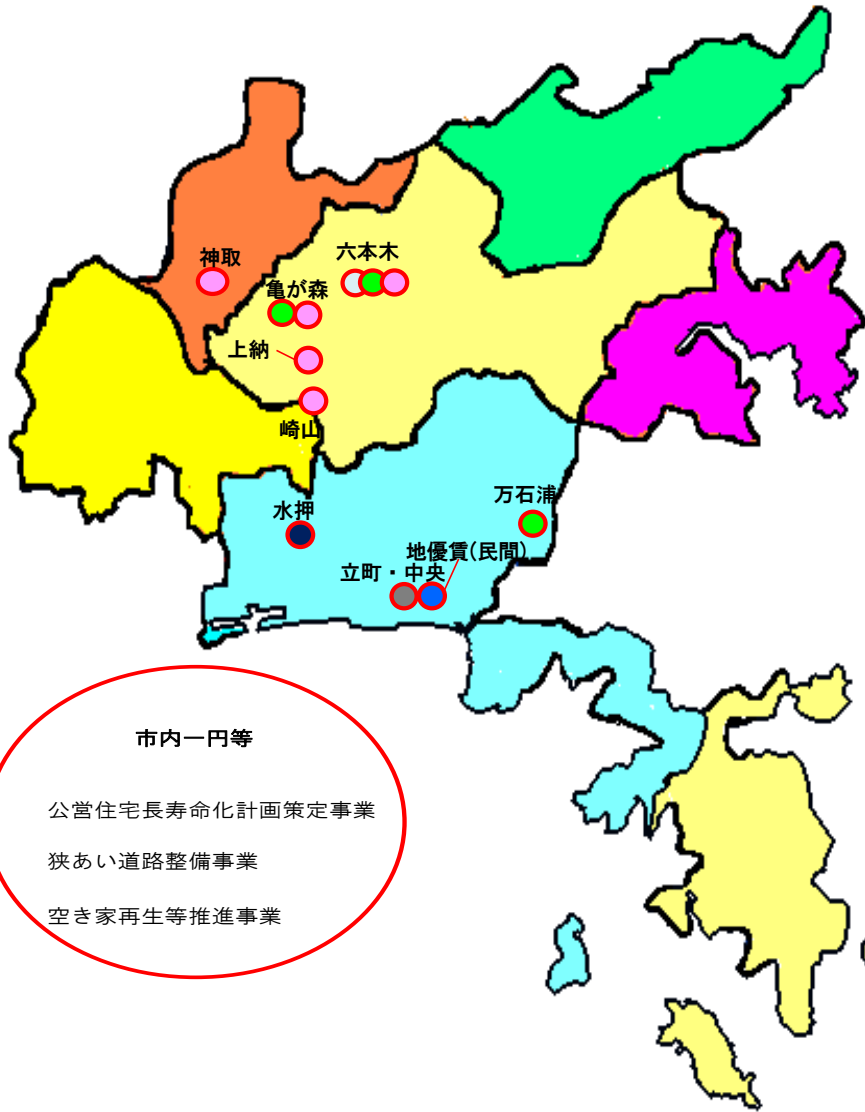 六本木
神取
亀が森
上納
崎山
万石浦
水押
地優賃(民間)
立町・中央
市内一円等
公営住宅長寿命化計画策定事業
狭あい道路整備事業
空き家再生等推進事業